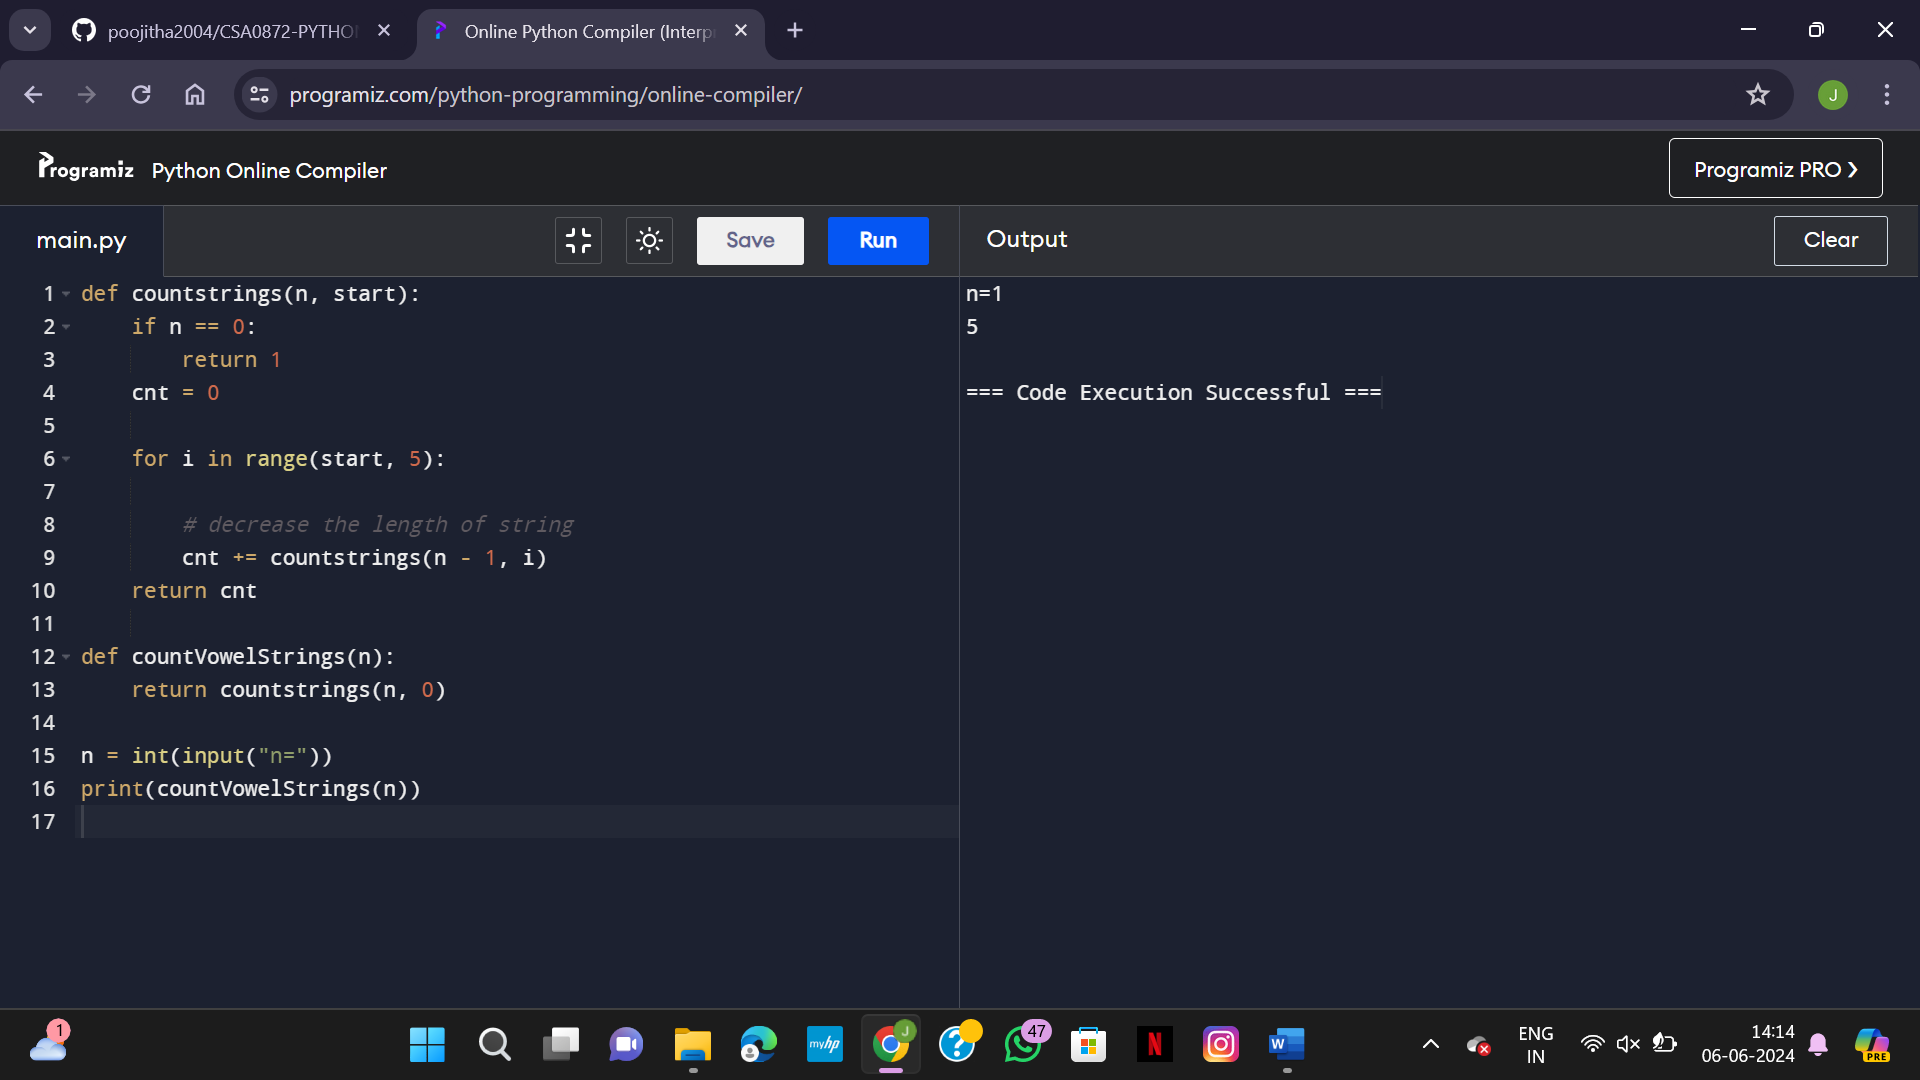 poojitha2004/CSA0872-PYTHO
Online Python Compiler (Interp
programiz.com/python-programming/online-compiler/
J
Programiz Python Online Compiler
Programiz PRO ❯
main.py
Save
Run
Output
Clear
1 def countstrings(n, start):
2     if n == 0:
3         return 1
4     cnt = 0
5
6     for i in range(start, 5):
7
8         # decrease the length of string
9         cnt += countstrings(n - 1, i)
10     return cnt
11
12 def countVowelStrings(n):
13     return countstrings(n, 0)
14
15 n = int(input("n="))
16 print(countVowelStrings(n))
17
n=1
5
=== Code Execution Successful ===
1
myhp
J
?
47
N
W
ENG
IN
14:14
06-06-2024
PRE